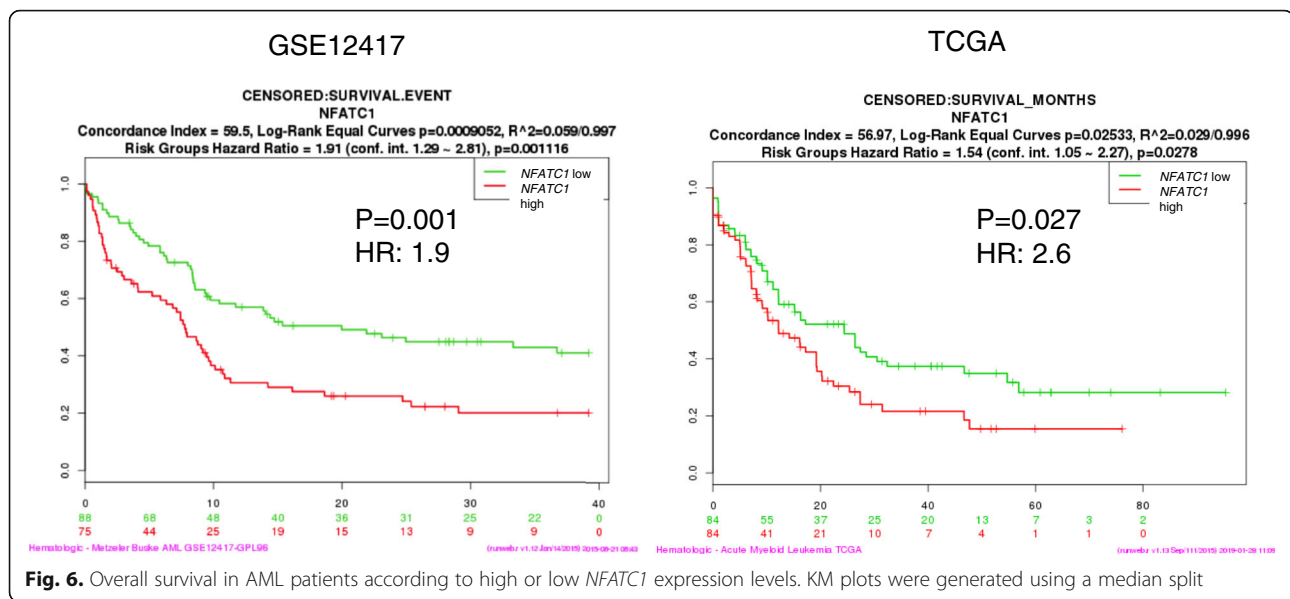 GSE12417
CENSORED:SURVIVAL.EVENT
NFATC1
Concordance Index = 59.5, Log-Rank Equal Curves p=0.0009052, R^2=0.059/0.997
Risk Groups Hazard Ratio = 1.91 (conf. int. 1.29 ~ 2.81), p=0.001116
NFATC1 low
NFATC1
high
P=0.001
HR: 1.9
1.0
0.8
0.6
0.4
0.2
0.0
0 10 20 30 40
88 68 48 40 36 31 25 22 0
75 44 25 19 15 13 9 9 0
Hematologic - Metzeler Buske AML GSE12417-GPL96
TCGA
CENSORED:SURVIVAL_MONTHS
NFATC1
Concordance Index = 56.97, Log-Rank Equal Curves p=0.02533, R^2=0.029/0.996
Risk Groups Hazard Ratio = 1.54 (conf. int. 1.05 ~ 2.27), p=0.0278
NFATC1 low
NFATC1
high
P=0.027
HR: 2.6
1.0
0.8
0.6
0.4
0.2
0.0
0 20 40 60 80
84 55 37 25 20 13 7 3 2
84 41 21 10 7 4 1 1 0
Hematologic - Acute Myeloid Leukemia TCGA
Fig. 6. Overall survival in AML patients according to high or low NFATC1 expression levels. KM plots were generated using a median split